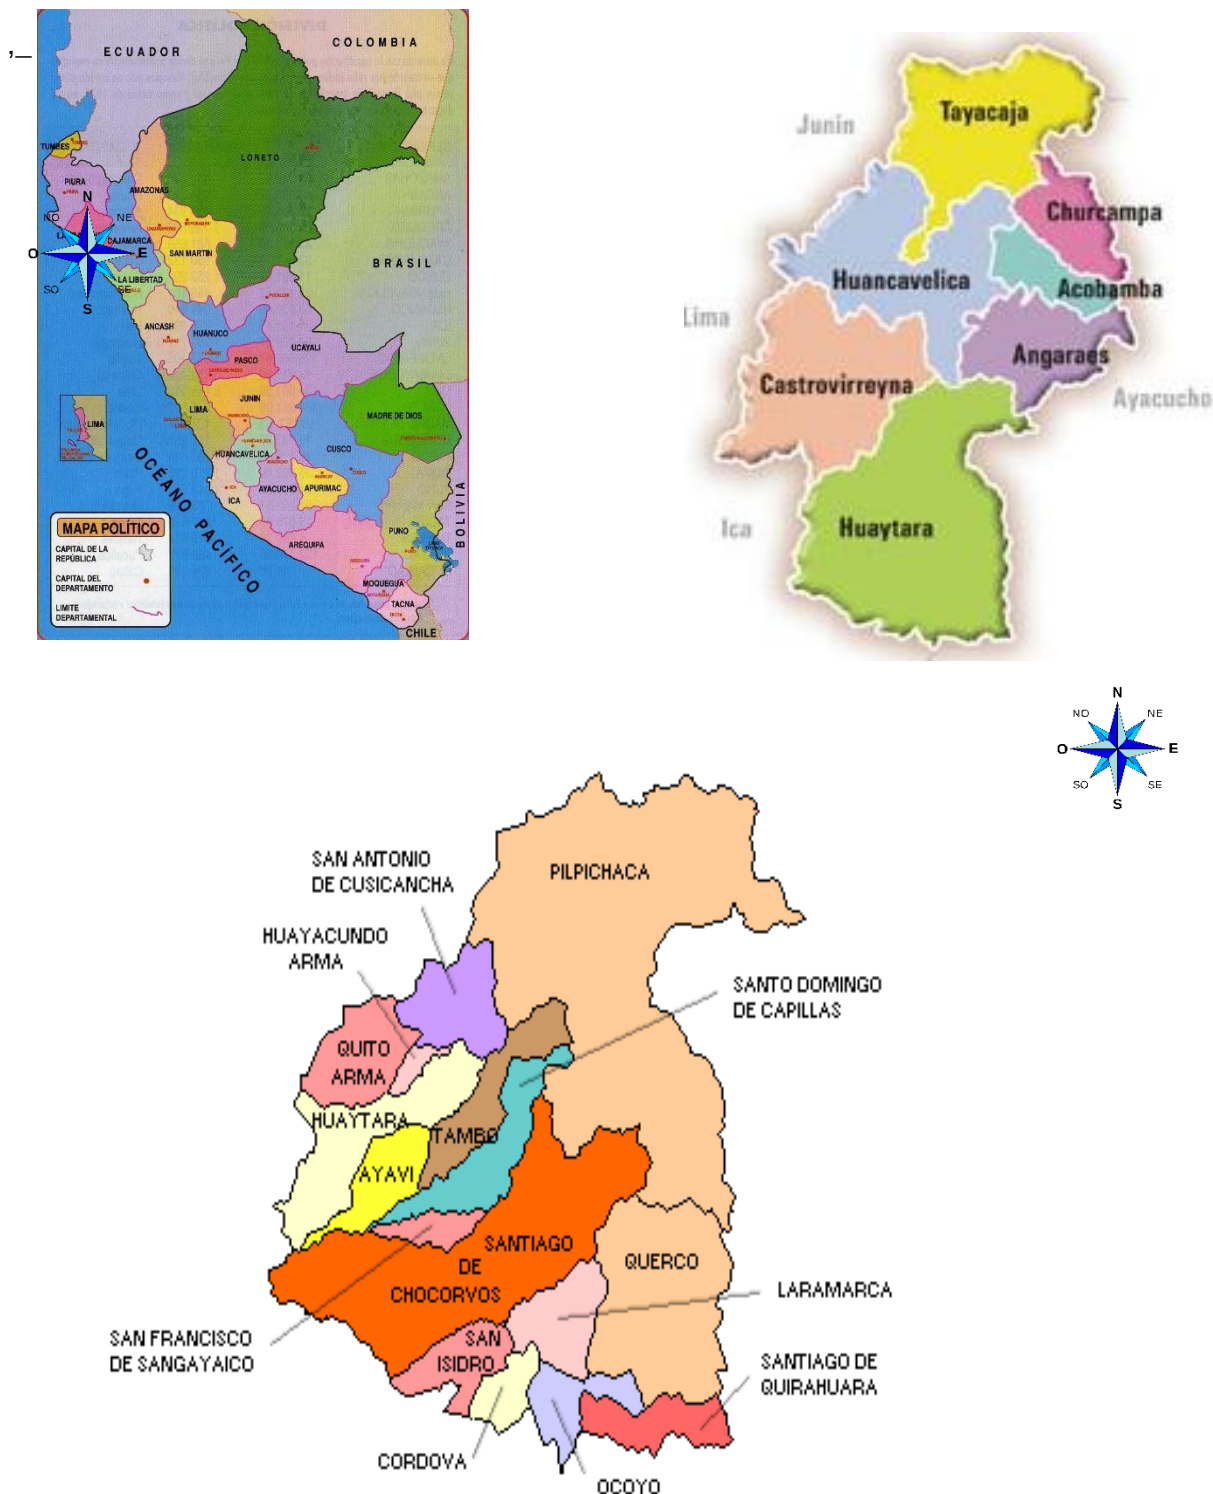 ECUADOR
COLOMBIA
TUMBES
LORETO
PIURA
AMAZONAS
N
NO
NE
CAJAMARCA
O
E
SAN MARTIN
BRASIL
LA LIBERTAD
SO
SE
S
ANCASH
HUANUCO
UCAYALI
PASCO
LIMA
JUNIN
MADRE DE DIOS
LIMA
HUANCAVELICA
CUSCO
AYACUCHO
APURIMAC
ICA
BOLIVIA
OCÉANO PACÍFICO
PUNO
AREQUIPA
MOQUEGUA
TACNA
CHILE
MAPA POLÍTICO
CAPITAL DE LA
REPÚBLICA
CAPITAL DEL
DEPARTAMENTO
LIMITE
DEPARTAMENTAL
Tayacaja
Junin
Churcampa
Huancavelica
Acobamba
Lima
Angaraes
Castrovirreyna
Ayacucho
Ica
Huaytara
N
NO
NE
O
E
SO
SE
S
PILPICHACA
SAN ANTONIO
DE CUSICANCHA
HUAYACUNDO
ARMA
SANTO DOMINGO
DE CAPILLAS
QUITO
ARMA
HUAYTARA
TAMBO
AYAVI
SANTIAGO
DE
CHOCORVOS
QUERCO
LARAMARCA
SAN FRANCISCO
DE SANGAYAICO
SAN
ISIDRO
SANTIAGO DE
QUIRAHUARA
CORDOVA
OCOYO